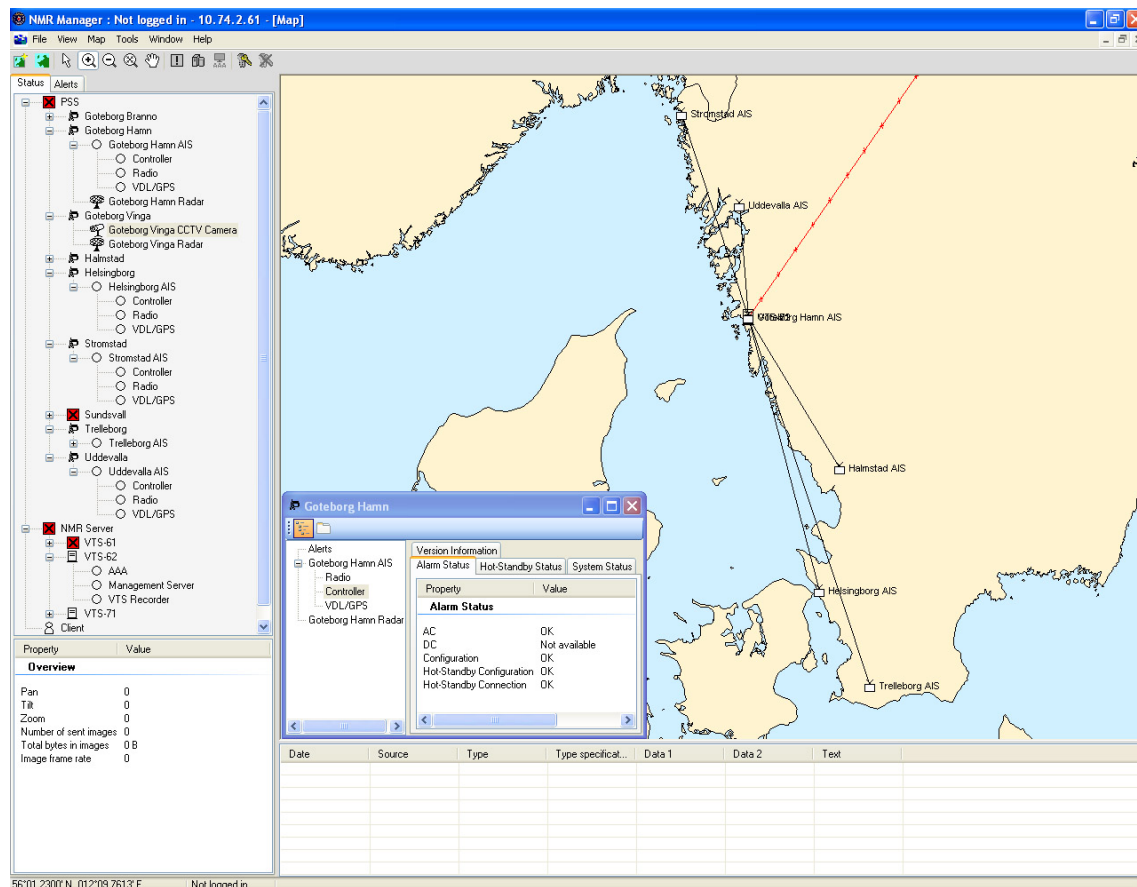 NMR Manager : Not logged in - 10.74.2.61 - [Map]
File View Map Tools Window Help
Status Alerts
PSS
Goteborg Branno
Goteborg Hamn
Goteborg Hamn AIS
Controller
Radio
VDL/GPS
Goteborg Hamn Radar
Goteborg Vinga
Goteborg Vinga CCTV Camera
Goteborg Vinga Radar
Halmstad
Helsingborg
Helsingborg AIS
Controller
Radio
VDL/GPS
Stromstad
Stromstad AIS
Controller
Radio
VDL/GPS
Sundsvall
Trelleborg
Trelleborg AIS
Uddevalla
Uddevalla AIS
Controller
Radio
VDL/GPS
NMR Server
VTS-61
VTS-62
AAA
Management Server
VTS Recorder
VTS-71
Client
Property Value
Overview
Pan 0
Tilt 0
Zoom 0
Number of sent images 0
Total bytes in images 0 B
Image frame rate 0
Stromstad AIS
Uddevalla AIS
Hamn AIS
Halmstad AIS
Helsingborg AIS
Trelleborg AIS
Goteborg Hamn
Alerts
Goteborg Hamn AIS
Radio
Controller
VDL/GPS
Goteborg Hamn Radar
Version Information
Alarm Status Hot-Standby Status System Status
Property Value
Alarm Status
AC OK
DC Not available
Configuration OK
Hot-Standby Configuration OK
Hot-Standby Connection OK
Date Source Type Type specificat... Data 1 Data 2 Text
56°01.2300' N 012°09.7613' E Not logged in